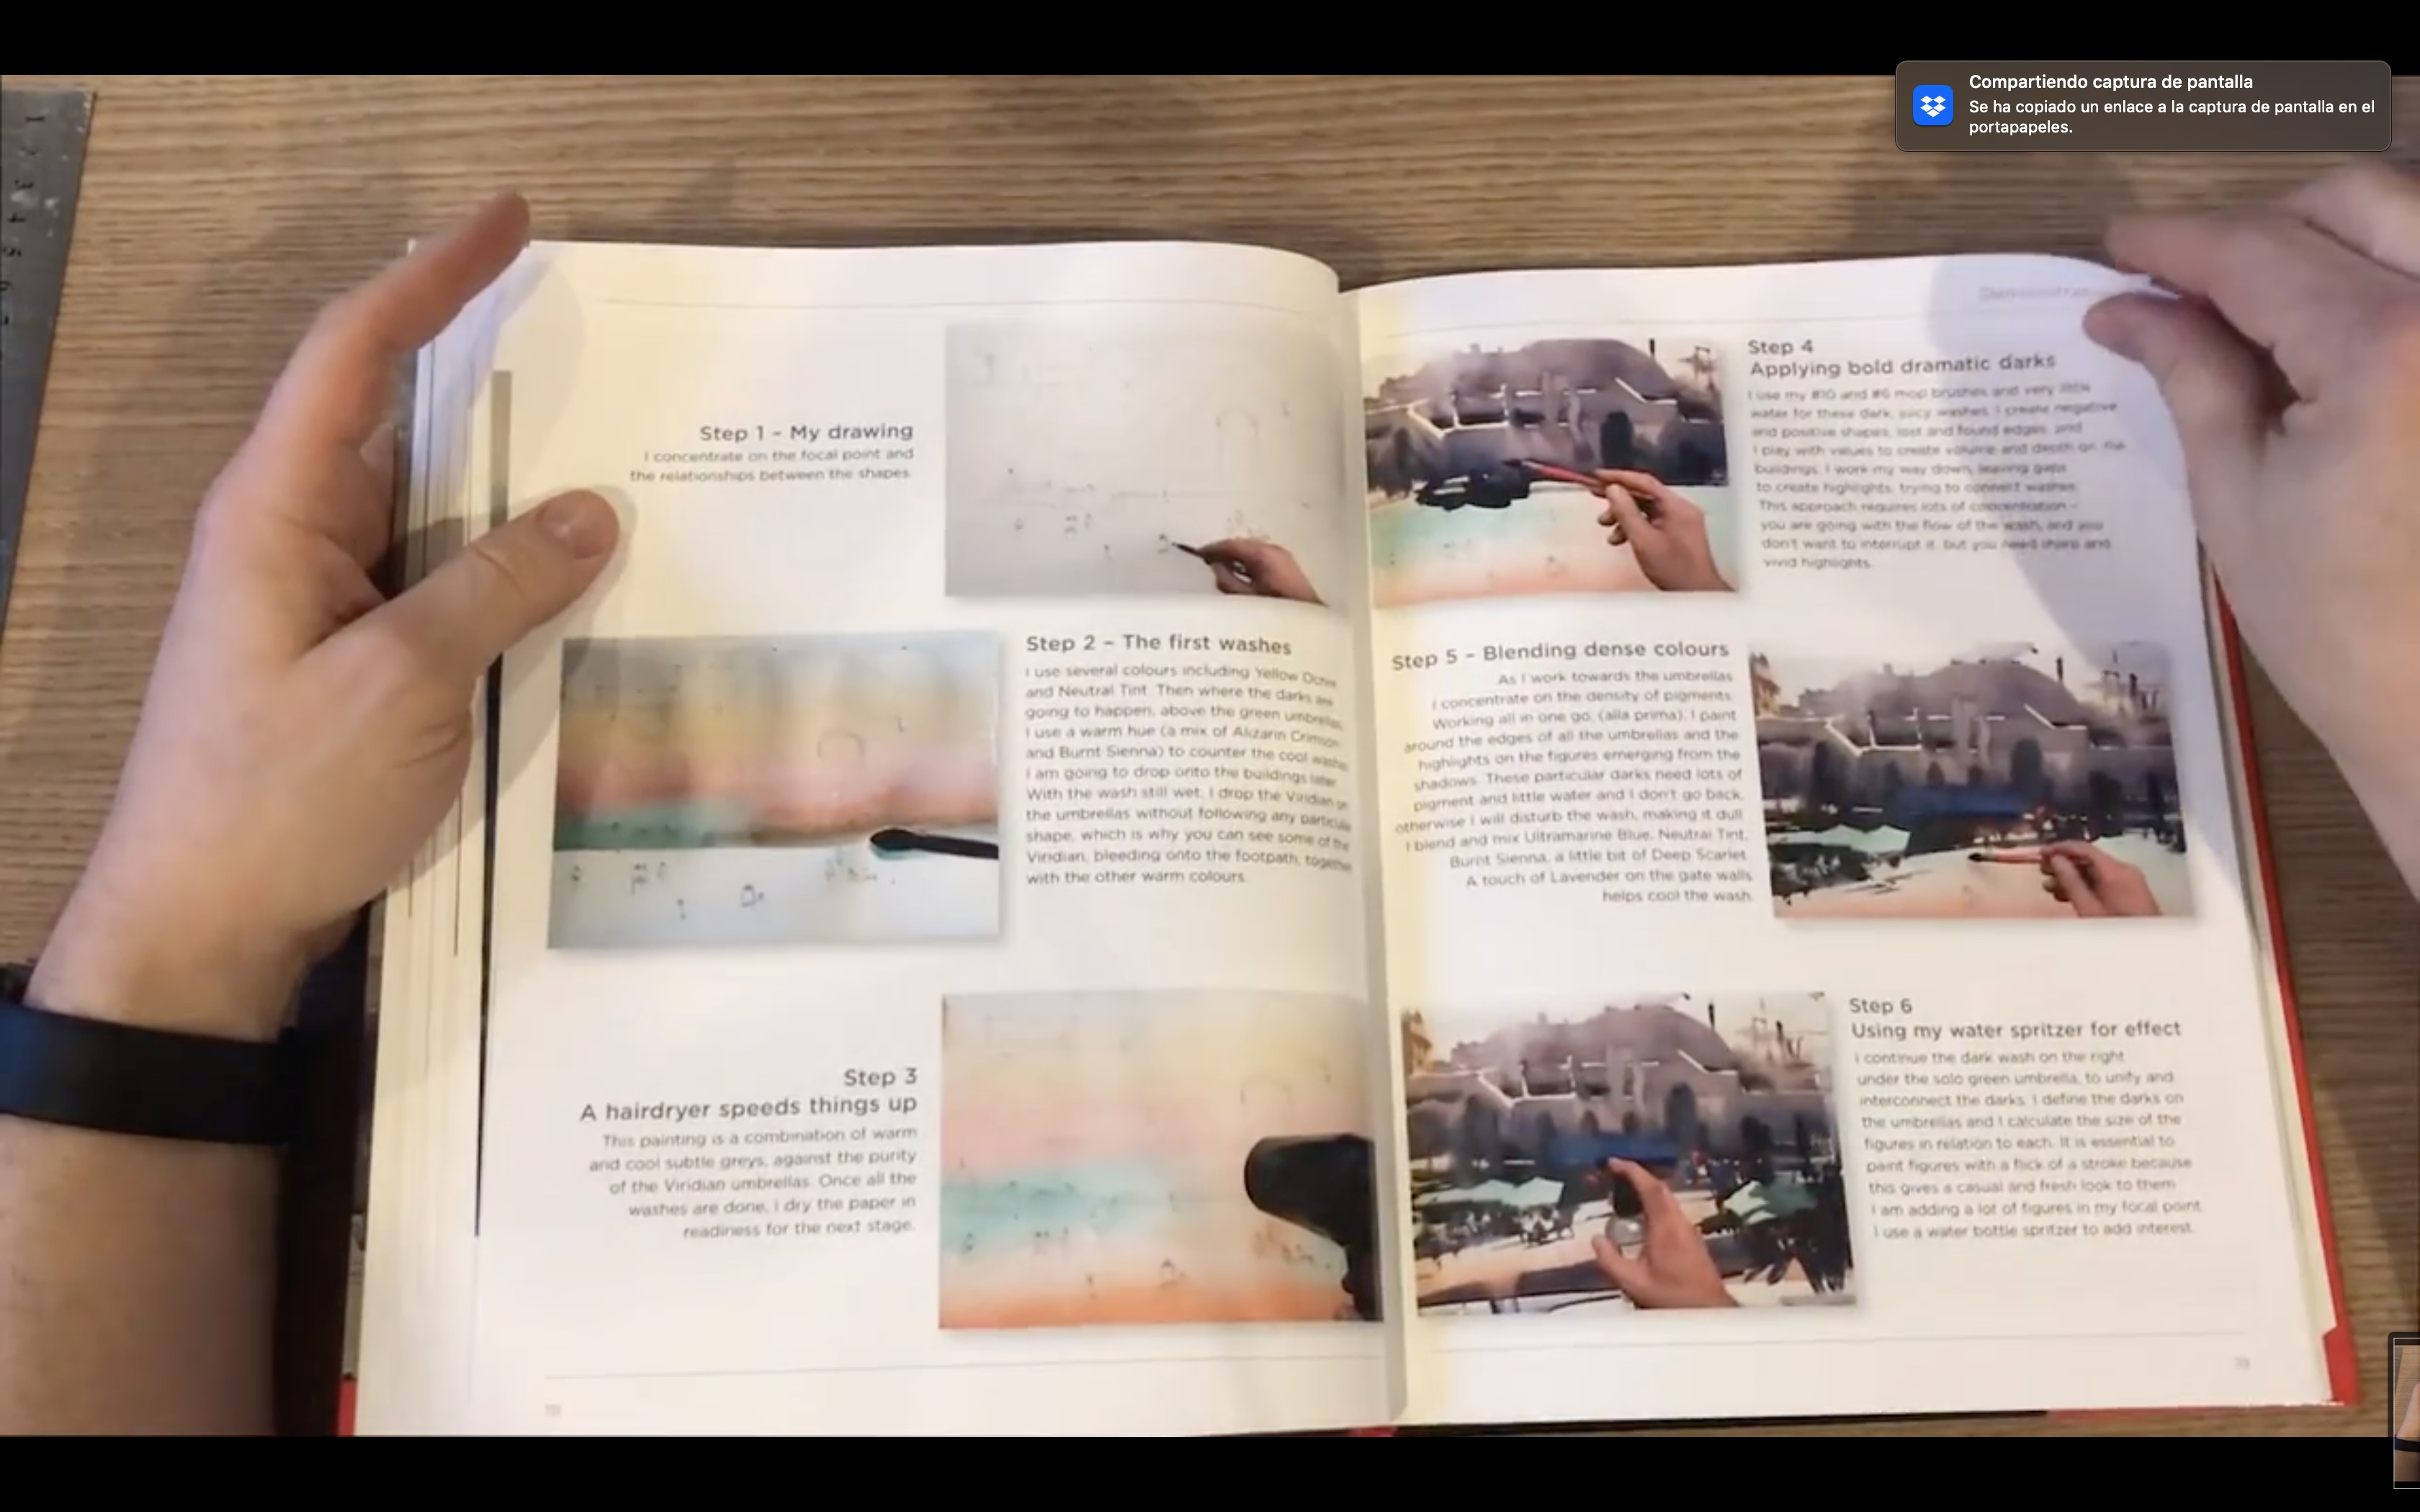 Compartiendo captura de pantalla
Se ha copiado un enlace a la captura de pantalla en el
portapapeles.
Step 1 – My drawing
I concentrate on the focal point and
the relationships between the shapes.
Step 2 – The first washes
I use several colours including Yellow Ochre
and Neutral Tint. Then where the darks are
going to happen, above the green umbrellas,
I use a warm hue (a mix of Alizarin Crimson
and Burnt Sienna) to counter the cool washes
I am going to drop onto the buildings later.
With the wash still wet, I drop the Viridian on
the umbrellas without following any particular
shape, which is why you can see some of the
Viridian, bleeding onto the footpath, together
with the other warm colours.
Step 3
A hairdryer speeds things up
This painting is a combination of warm
and cool subtle greys, against the purity
of the Viridian umbrellas. Once all the
washes are done, I dry the paper in
readiness for the next stage.
Step 4
Applying bold dramatic darks
I use my #10 and #6 mop brushes and very little
water for these dark, juicy washes. I create negative
and positive shapes, lost and found edges, and
I play with values to create volume and depth on the
buildings. I work my way down, leaving gaps
to create highlights, trying to connect washes.
This approach requires lots of concentration –
you are going with the flow of the wash, and you
don't want to interrupt it, but you need sharp and
vivid highlights.
Step 5 – Blending dense colours
As I work towards the umbrellas
I concentrate on the density of pigments.
Working all in one go, (alla prima), I paint
around the edges of all the umbrellas and the
highlights on the figures emerging from the
shadows. These particular darks need lots of
pigment and little water and I don't go back,
otherwise I will disturb the wash, making it dull.
I blend and mix Ultramarine Blue, Neutral Tint,
Burnt Sienna, a little bit of Deep Scarlet.
A touch of Lavender on the gate walls
helps cool the wash.
Step 6
Using my water spritzer for effect
I continue the dark wash on the right
under the solo green umbrella, to unify and
interconnect the darks. I define the darks on
the umbrellas and I calculate the size of the
figures in relation to each. It is essential to
paint figures with a flick of a stroke because
this gives a casual and fresh look to them.
I am adding a lot of figures in my focal point.
I use a water bottle spritzer to add interest.